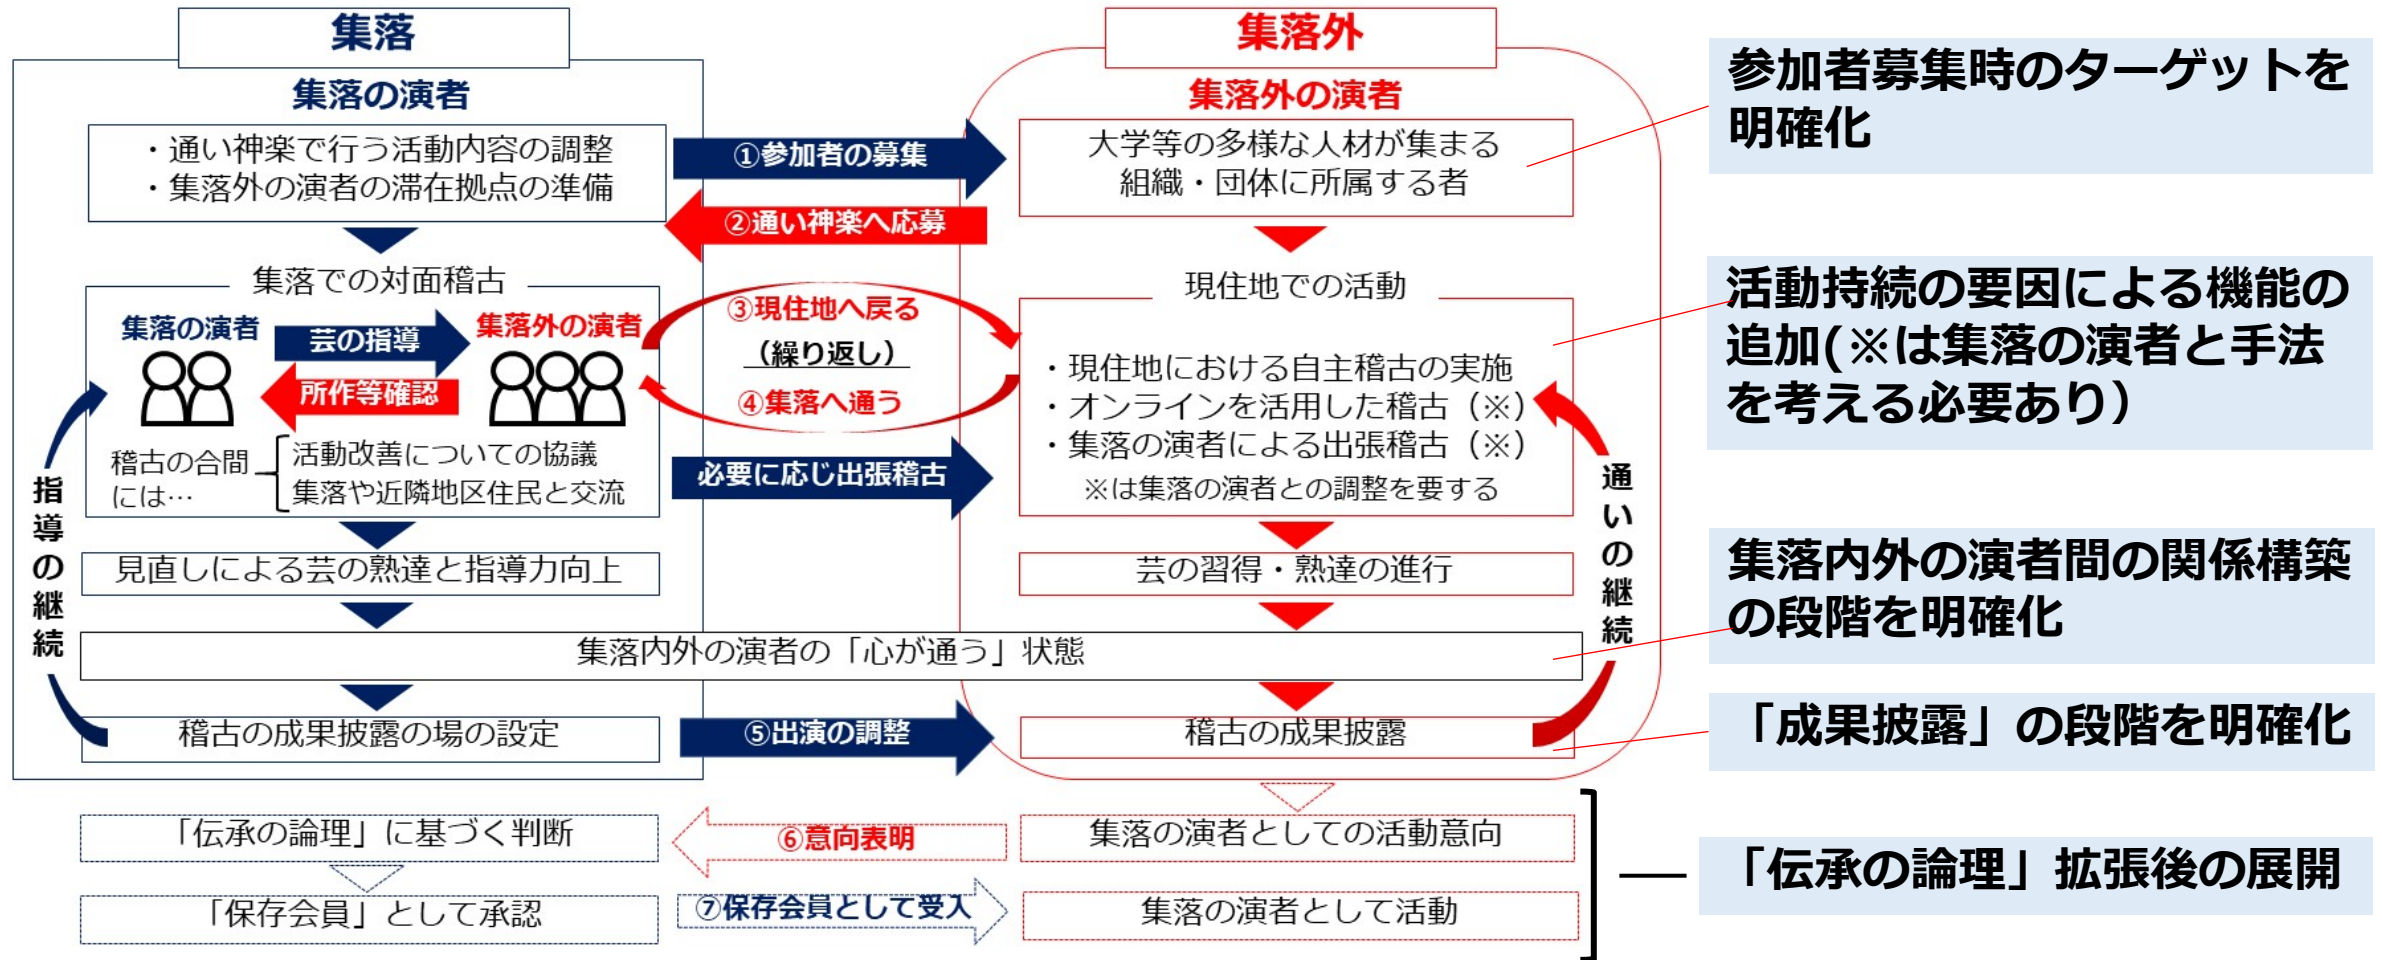 集落
集落の演者
・通い神楽で行う活動内容の調整
・集落外の演者の滞在拠点の準備
①参加者の募集
②通い神楽へ応募
集落外
集落外の演者
大学等の多様な人材が集まる
組織・団体に所属する者
参加者募集時のターゲットを
明確化
集落での対面稽古
集落の演者
芸の指導
集落外の演者
所作等確認
稽古の合間
には…
活動改善についての協議
集落や近隣地区住民と交流
③現住地へ戻る
（繰り返し）
④集落へ通う
必要に応じ出張稽古
現住地での活動
・現住地における自主稽古の実施
・オンラインを活用した稽古（※）
・集落の演者による出張稽古（※）
※は集落の演者との調整を要する
活動持続の要因による機能の
追加(※は集落の演者と手法
を考える必要あり）
指導の継続
通いの継続
見直しによる芸の熟達と指導力向上
芸の習得・熟達の進行
集落内外の演者間の関係構築
の段階を明確化
集落内外の演者の「心が通う」状態
稽古の成果披露の場の設定
⑤出演の調整
稽古の成果披露
「成果披露」の段階を明確化
「伝承の論理」に基づく判断
⑥意向表明
集落の演者としての活動意向
「保存会員」として承認
⑦保存会員として受入
集落の演者として活動
「伝承の論理」拡張後の展開